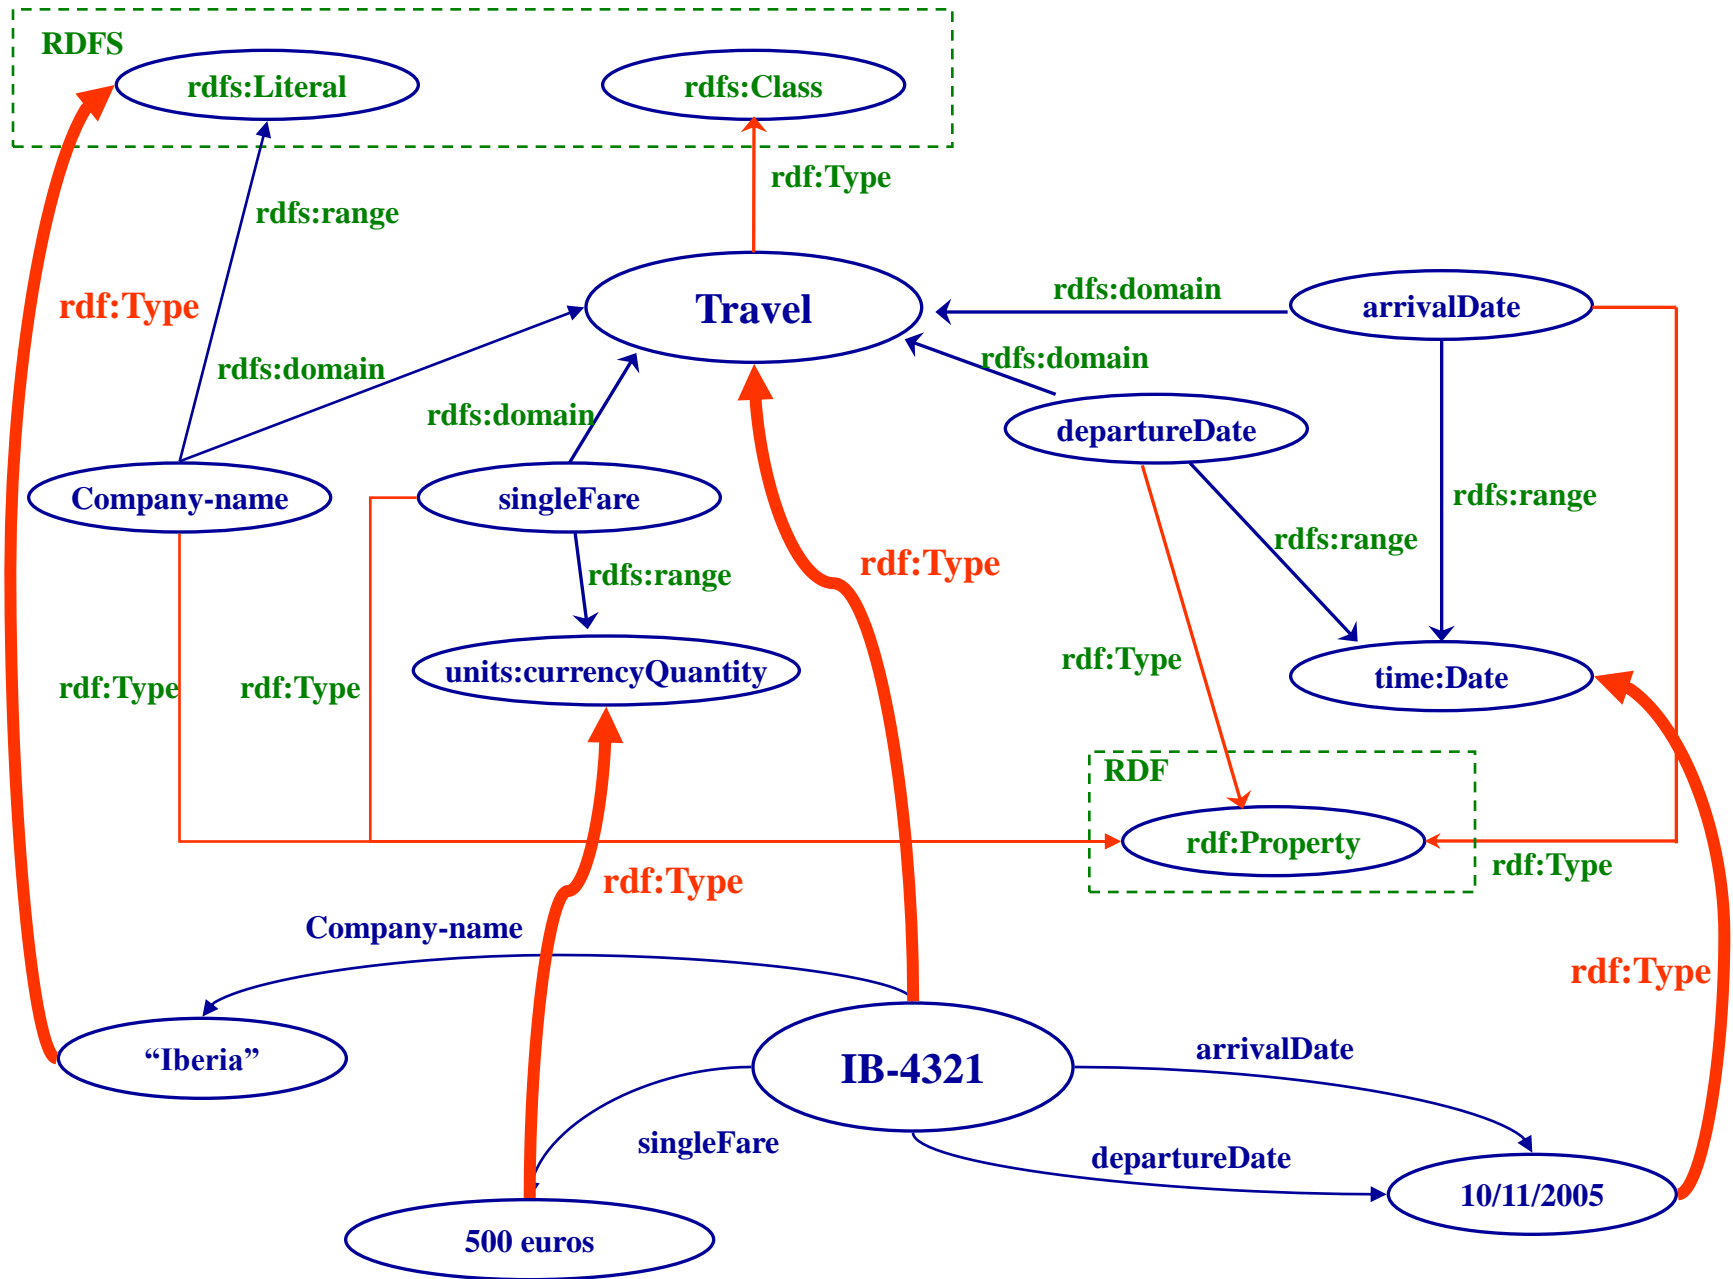 RDFS
rdfs:Literal
rdfs:Class
rdf:Type
rdfs:range
rdf:Type
Travel
rdfs:domain
arrivalDate
rdfs:domain
rdfs:domain
rdfs:domain
departureDate
Company-name
singleFare
rdfs:range
rdfs:range
rdf:Type
rdfs:range
rdf:Type
units:currencyQuantity
time:Date
rdf:Type
rdf:Type
RDF
rdf:Property
rdf:Type
rdf:Type
Company-name
rdf:Type
“Iberia”
IB-4321
arrivalDate
singleFare
departureDate
10/11/2005
500 euros